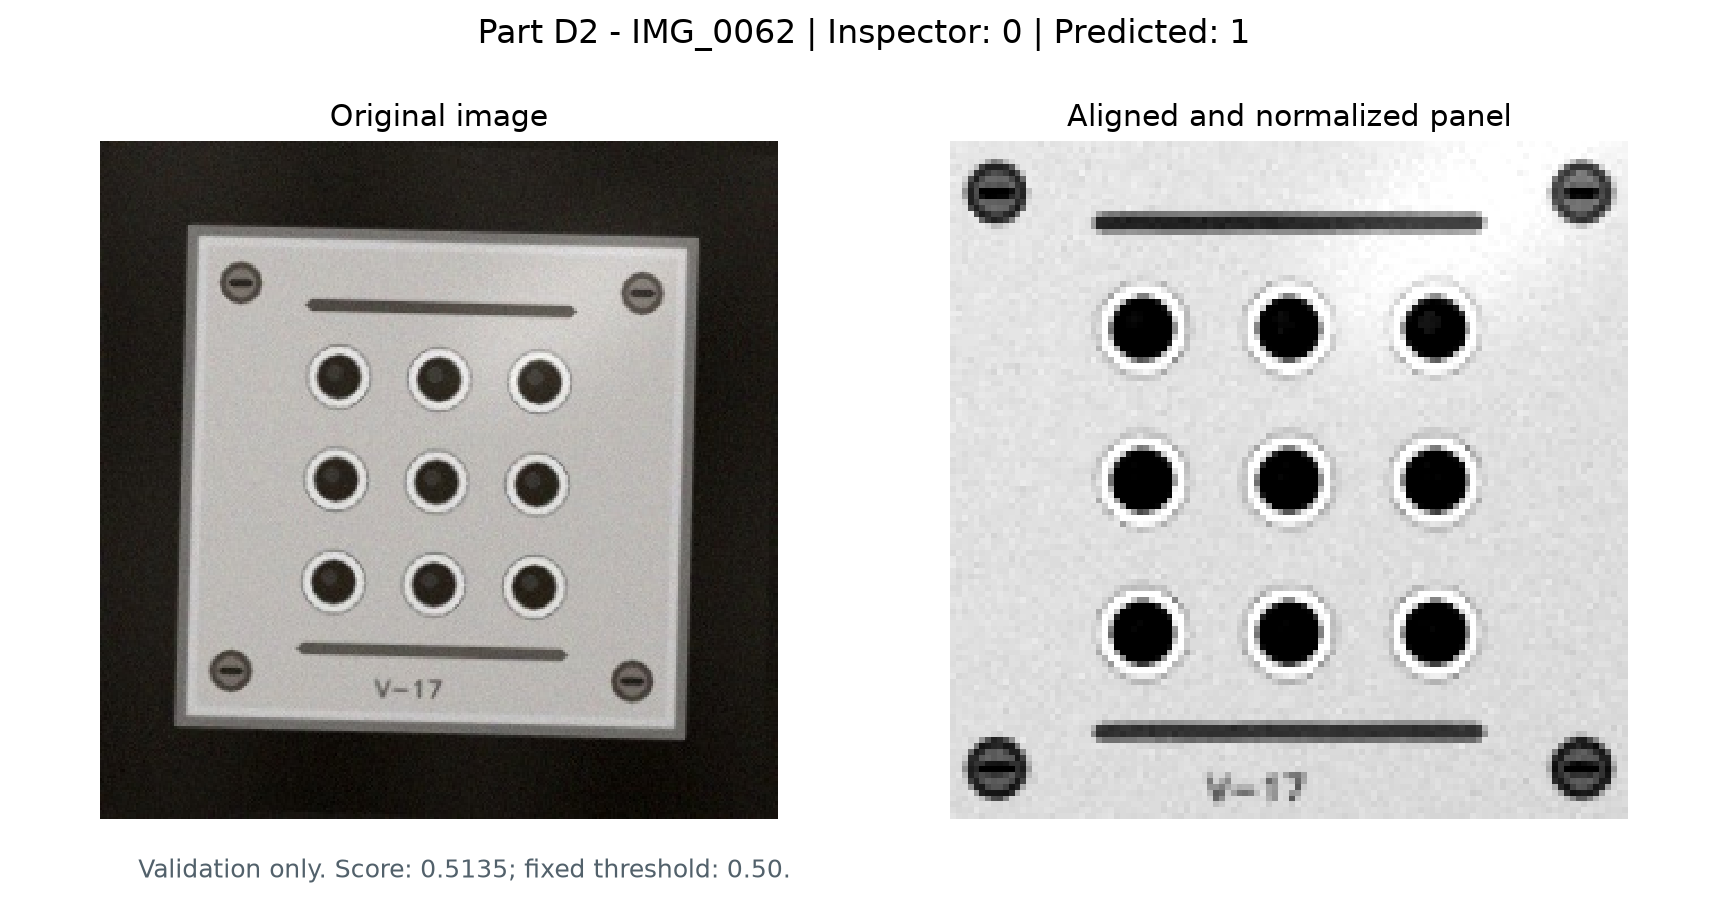 Part D2 - IMG_0062 | Inspector: 0 | Predicted: 1
Original image
Aligned and normalized panel
V-17
V-17
Validation only. Score: 0.5135; fixed threshold: 0.50.